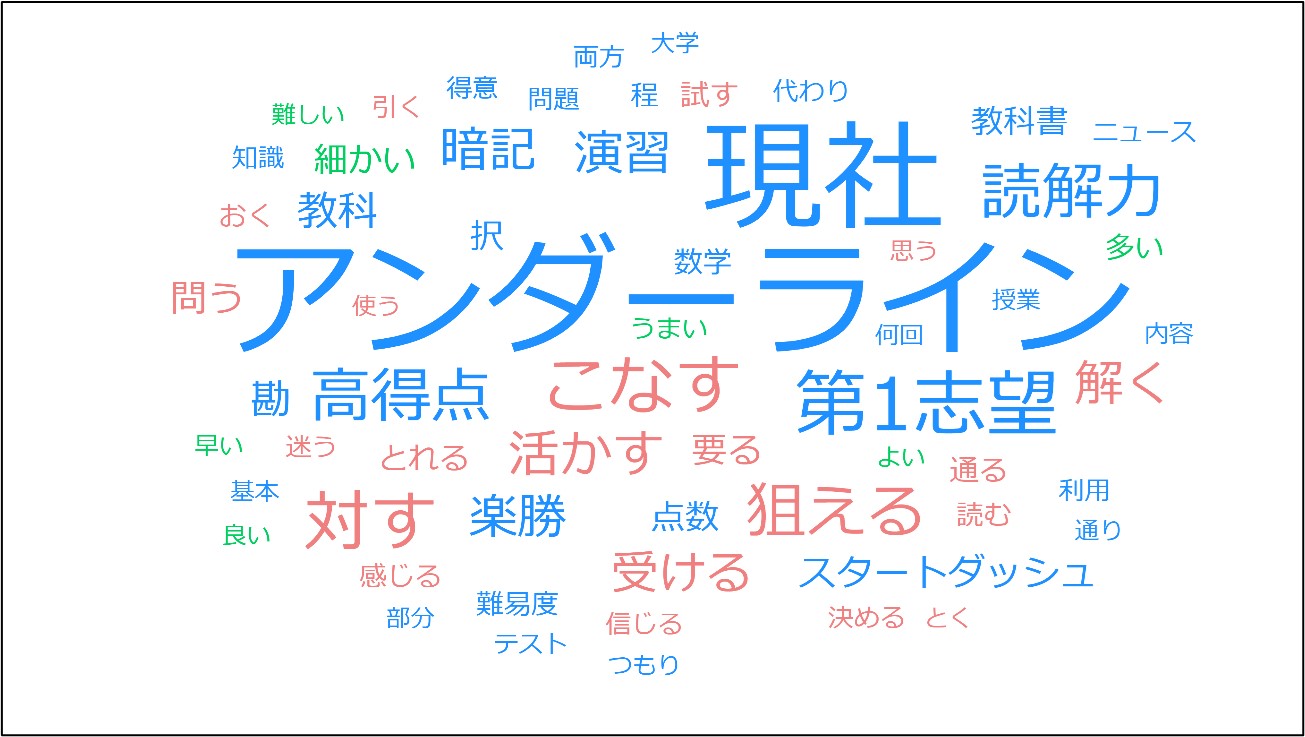 両方 大学
得意 問題 程 試す 代わり
難しい 引く 教科書 ニュース
知識 細かい 暗記 演習 現社 読解力
おく 教科 択 数学 思う 多い
問う アンダーライン
使う うまい 何回 授業 内容
勘 高得点 こなす 第1志望 解く
早い 迷う とれる 活かす 要る よい 通る
基本 対す 楽勝 点数 狙える 読む 利用
良い 通り
感じる 受ける スタートダッシュ
部分 難易度 信じる 決める とく
テスト つもり